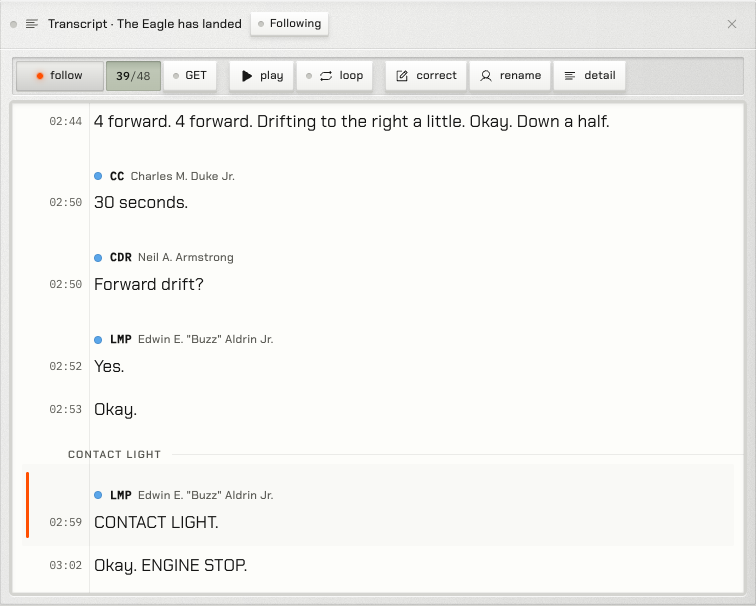 Transcript · The Eagle has landed Following
follow 39/48 GET play loop correct rename detail
02:44 4 forward. 4 forward. Drifting to the right a little. Okay. Down a half.
CC Charles M. Duke Jr.
02:50 30 seconds.
CDR Neil A. Armstrong
02:50 Forward drift?
LMP Edwin E. "Buzz" Aldrin Jr.
02:52 Yes.
02:53 Okay.
CONTACT LIGHT
LMP Edwin E. "Buzz" Aldrin Jr.
02:59 CONTACT LIGHT.
03:02 Okay. ENGINE STOP.